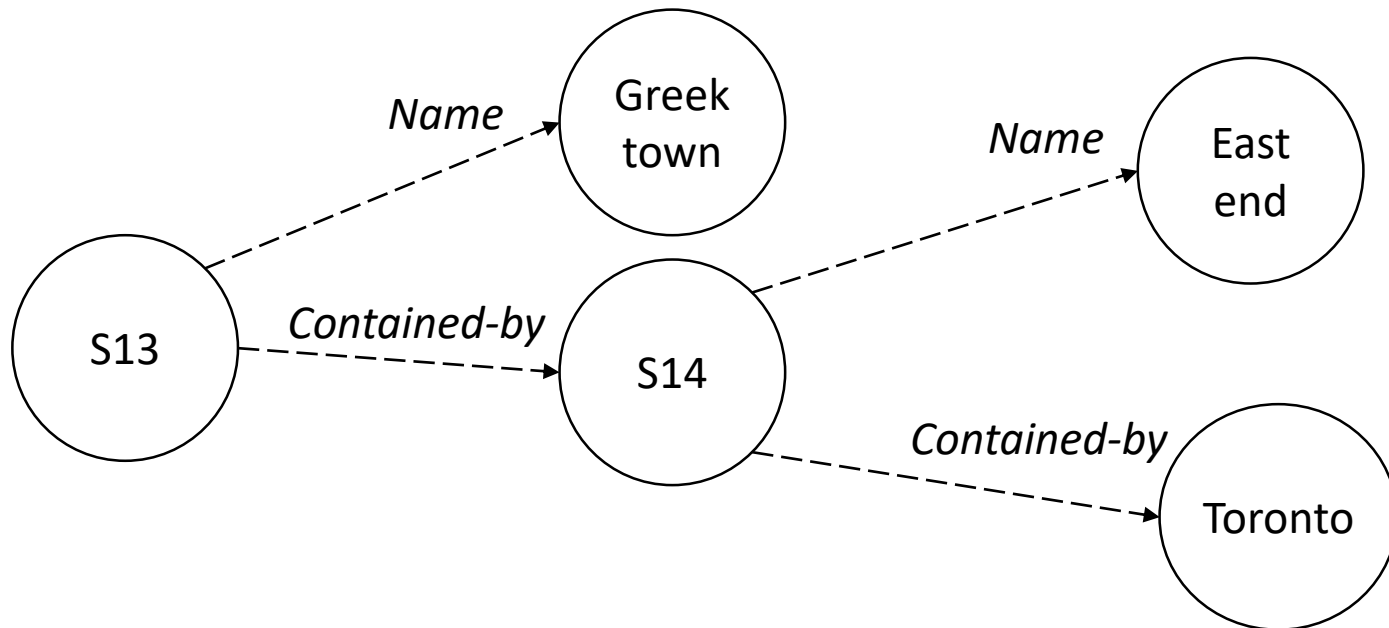 Greek
town
Name
Name
East
end
S13
Contained-by
S14
Contained-by
Toronto